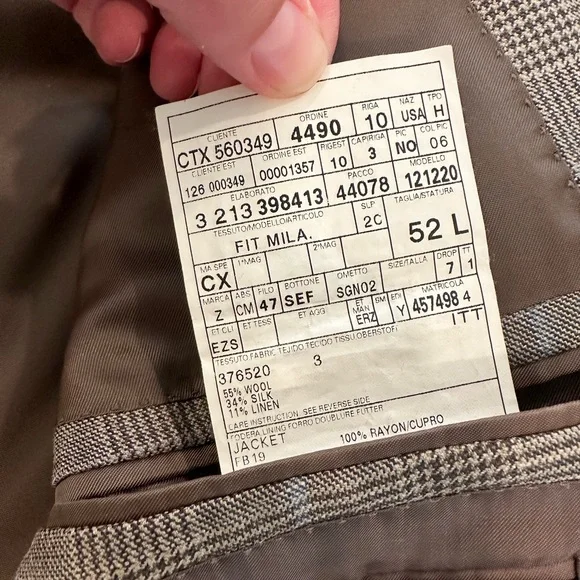 CLIENTE ORDINE RIGA NAZ TPO
CTX 560349 4490 10 USA H
CLIENTE EST ORDINE EST RIGEST CAPIRIGA PIC COL PIC
126 000349 00001357 10 3 NO 06
ELABORATO PACCO MODELLO
3 213 398413 44078 121220
TESSUTO/MODELLO/ARTICOLO SLP TAGLIA/STATURA
FIT MILA. 2C 52 L
MA SPE 1°MAG 2°MAG
CX
MARCA ABS FILO BOTTONE OMETTO SIZE/TALLA DROP TT
Z CM 47 SEF SGN02 7 1
ET CLI ET TESS ET AGG ET MAN SM EDI MATRICOLA
EZS ERZ Y 457498 4
ITT
TESSUTO FABRIC TEJIDO TECIDO TISSU OBERSTOFF
376520 3
55% WOOL
34% SILK
11% LINEN
CARE INSTRUCTION: SEE REVERSE SIDE
FODERA LINING FORRO DOUBLURE FUTTER
JACKET 100% RAYON/CUPRO
FB19